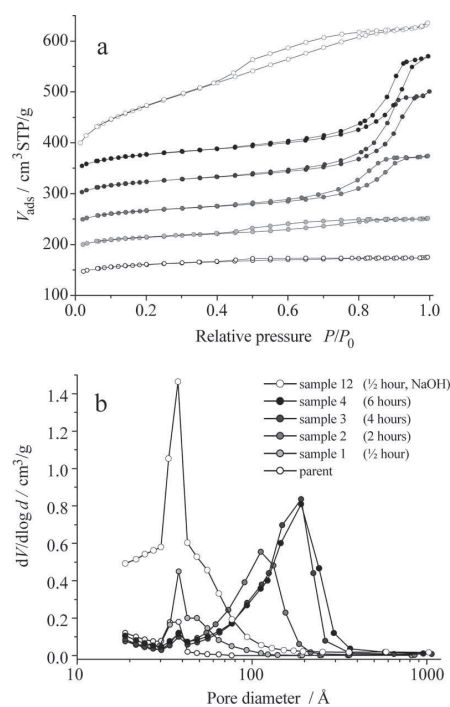 a
600
500
400
300
200
100
V_ads / cm³ STP/g
0.0 0.2 0.4 0.6 0.8 1.0
Relative pressure P/P₀
b
sample 12 (½ hour, NaOH)
sample 4 (6 hours)
sample 3 (4 hours)
sample 2 (2 hours)
sample 1 (½ hour)
parent
1.4
1.2
1.0
0.8
0.6
0.4
0.2
0.0
dV/dlog d / cm³/g
10 100 1000
Pore diameter / Å